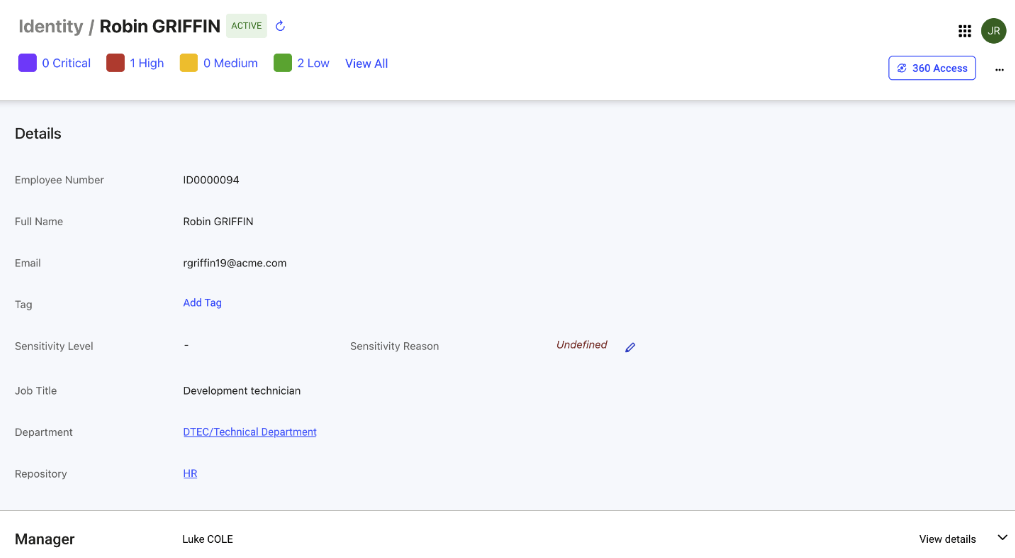 Identity / Robin GRIFFIN ACTIVE
JR
0 Critical 1 High 0 Medium 2 Low View All
360 Access ...
Details
Employee Number ID0000094
Full Name Robin GRIFFIN
Email rgriffin19@acme.com
Tag Add Tag
Sensitivity Level - Sensitivity Reason Undefined
Job Title Development technician
Department DTEC/Technical Department
Repository HR
Manager Luke COLE View details